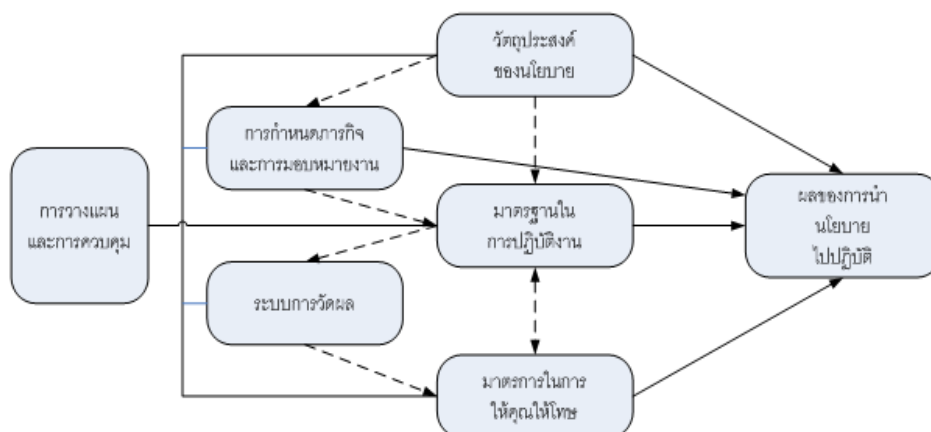 วัตถุประสงค์
ของนโยบาย
การกำหนดภารกิจ
และการมอบหมายงาน
การวางแผน
และการควบคุม
มาตรฐานใน
การปฏิบัติงาน
ผลของการนำ
นโยบาย
ไปปฏิบัติ
ระบบการวัดผล
มาตรการในการ
ให้คุณให้โทษ